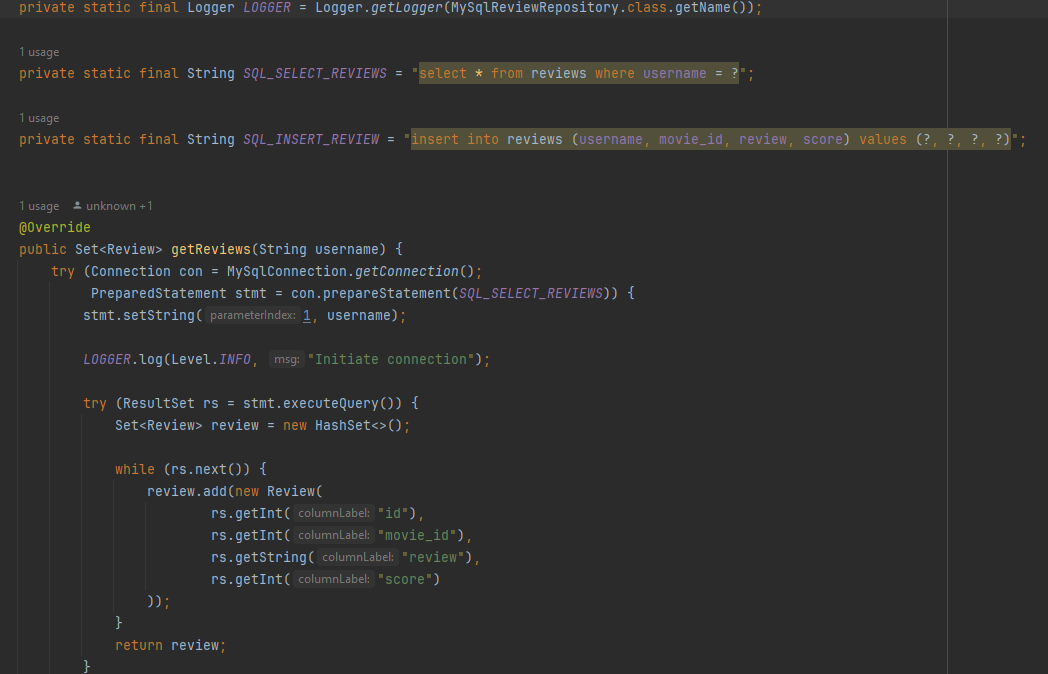 private static final Logger LOGGER = Logger.getLogger(MySqlReviewRepository.class.getName());
1 usage
private static final String SQL_SELECT_REVIEWS = "select * from reviews where username = ?";
1 usage
private static final String SQL_INSERT_REVIEW = "insert into reviews (username, movie_id, review, score) values (?, ?, ?, ?)";
1 usage unknown +1
@Override
public Set<Review> getReviews(String username) {
try (Connection con = MySqlConnection.getConnection();
PreparedStatement stmt = con.prepareStatement(SQL_SELECT_REVIEWS)) {
stmt.setString( parameterIndex: 1, username);
LOGGER.log(Level.INFO, msg: "Initiate connection");
try (ResultSet rs = stmt.executeQuery()) {
Set<Review> review = new HashSet<>();
while (rs.next()) {
review.add(new Review(
rs.getInt( columnLabel: "id"),
rs.getInt( columnLabel: "movie_id"),
rs.getString( columnLabel: "review"),
rs.getInt( columnLabel: "score")
));
}
return review;
}